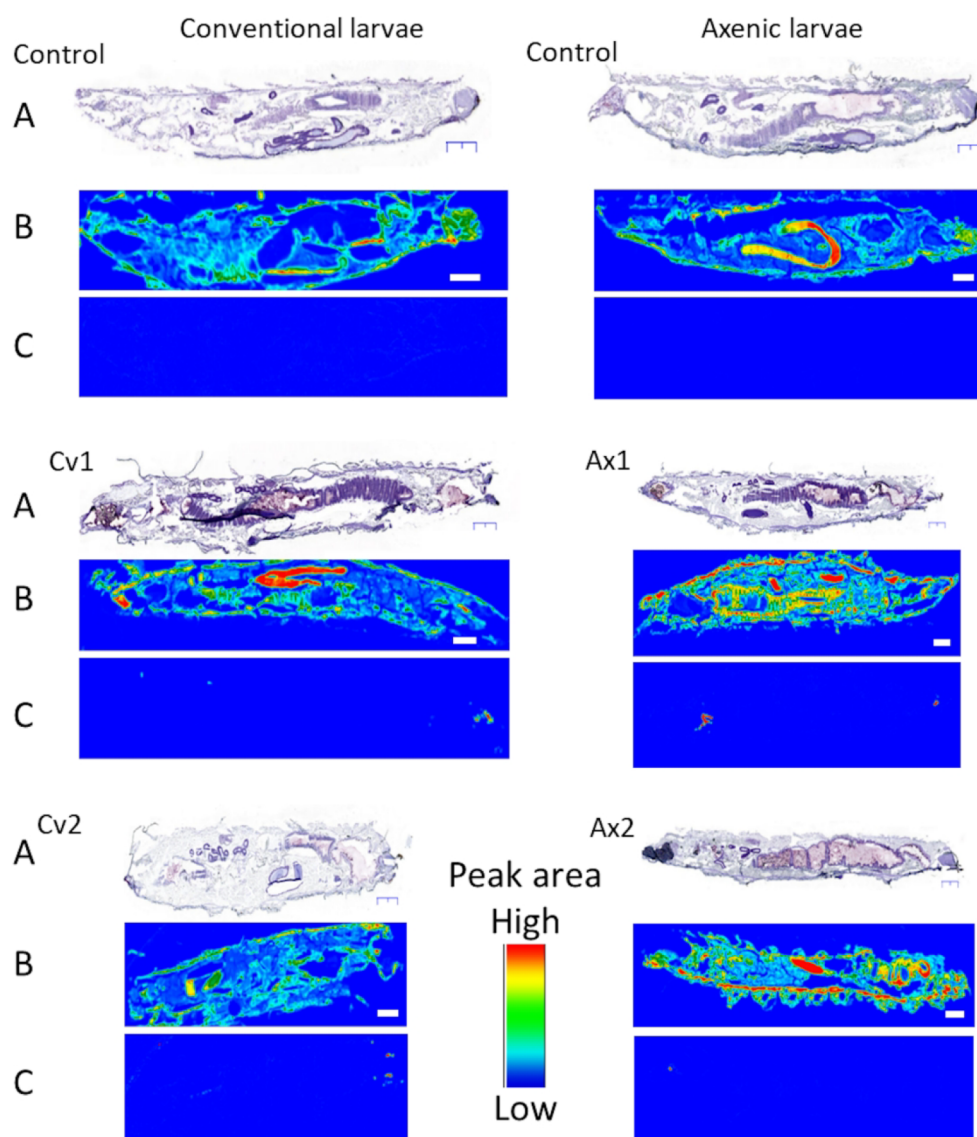 Conventional larvae Axenic larvae
Control Control
A
B
C
Cv1 Ax1
A
B
C
Cv2 Ax2
A
Peak area
High
B
C
Low